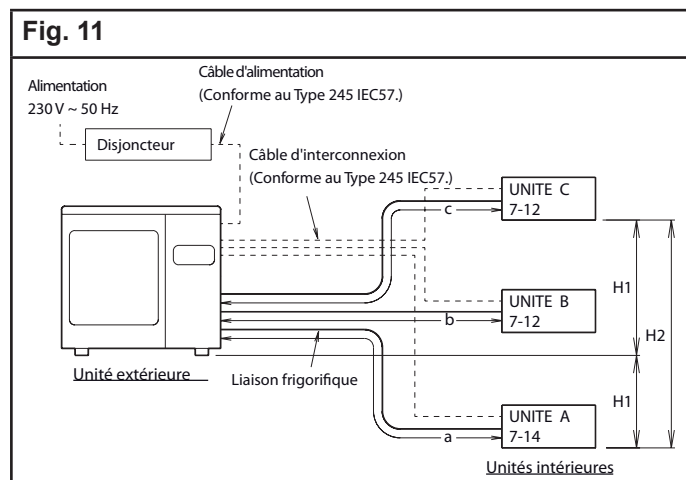 Fig. 11
Alimentation
230 V ~ 50 Hz
Câble d'alimentation
(Conforme au Type 245 IEC57.)
Disjoncteur
Câble d'interconnexion
(Conforme au Type 245 IEC57.)
UNITE C
7-12
c
H1
UNITE B
7-12
b
H2
Unité extérieure
Liaison frigorifique
H1
UNITE A
7-14
a
Unités intérieures